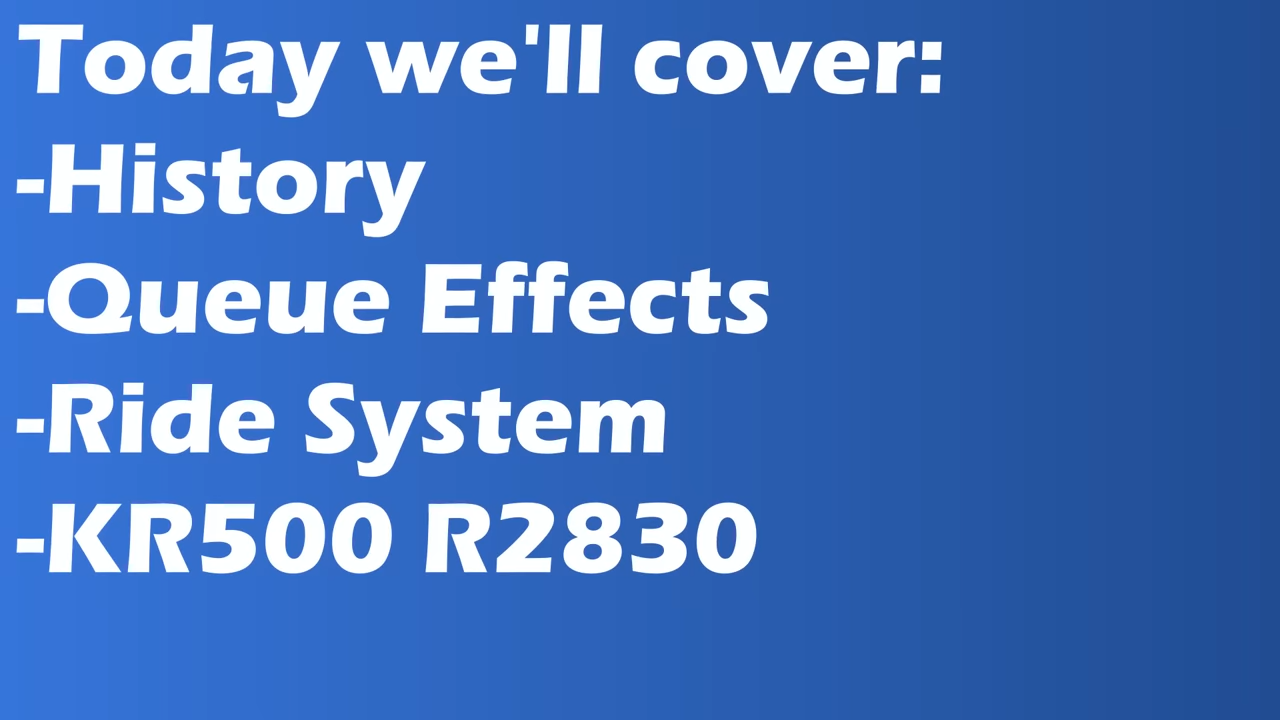 Today we'll cover:
-History
-Queue Effects
-Ride System
-KR500 R2830